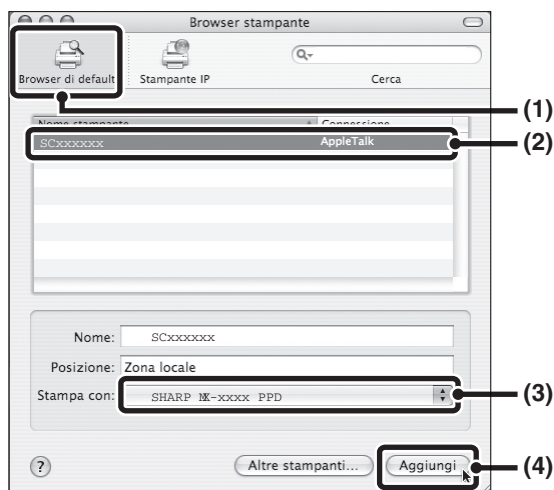 Browser stampante
Browser di default
Stampante IP
Cerca
(1)
Nome stampante
Connessione
SCxxxxxx
AppleTalk
(2)
Nome:
SCxxxxxx
Posizione:
Zona locale
Stampa con:
SHARP MX-xxxx PPD
(3)
?
Altre stampanti...
Aggiungi
(4)